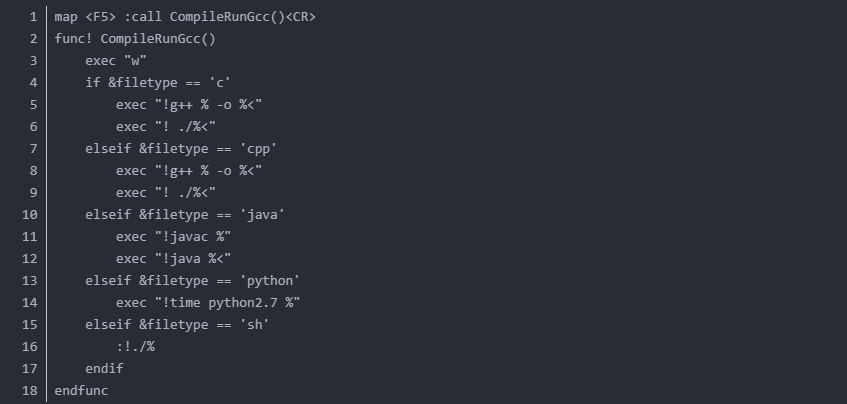 1 map <F5> :call CompileRunGcc()<CR>
2 func! CompileRunGcc()
3     exec "w"
4     if &filetype == 'c'
5         exec "!g++ % -o %<"
6         exec "! ./%<"
7     elseif &filetype == 'cpp'
8         exec "!g++ % -o %<"
9         exec "! ./%<"
10     elseif &filetype == 'java'
11         exec "!javac %"
12         exec "!java %<"
13     elseif &filetype == 'python'
14         exec "!time python2.7 %"
15     elseif &filetype == 'sh'
16         :!./%
17     endif
18 endfunc